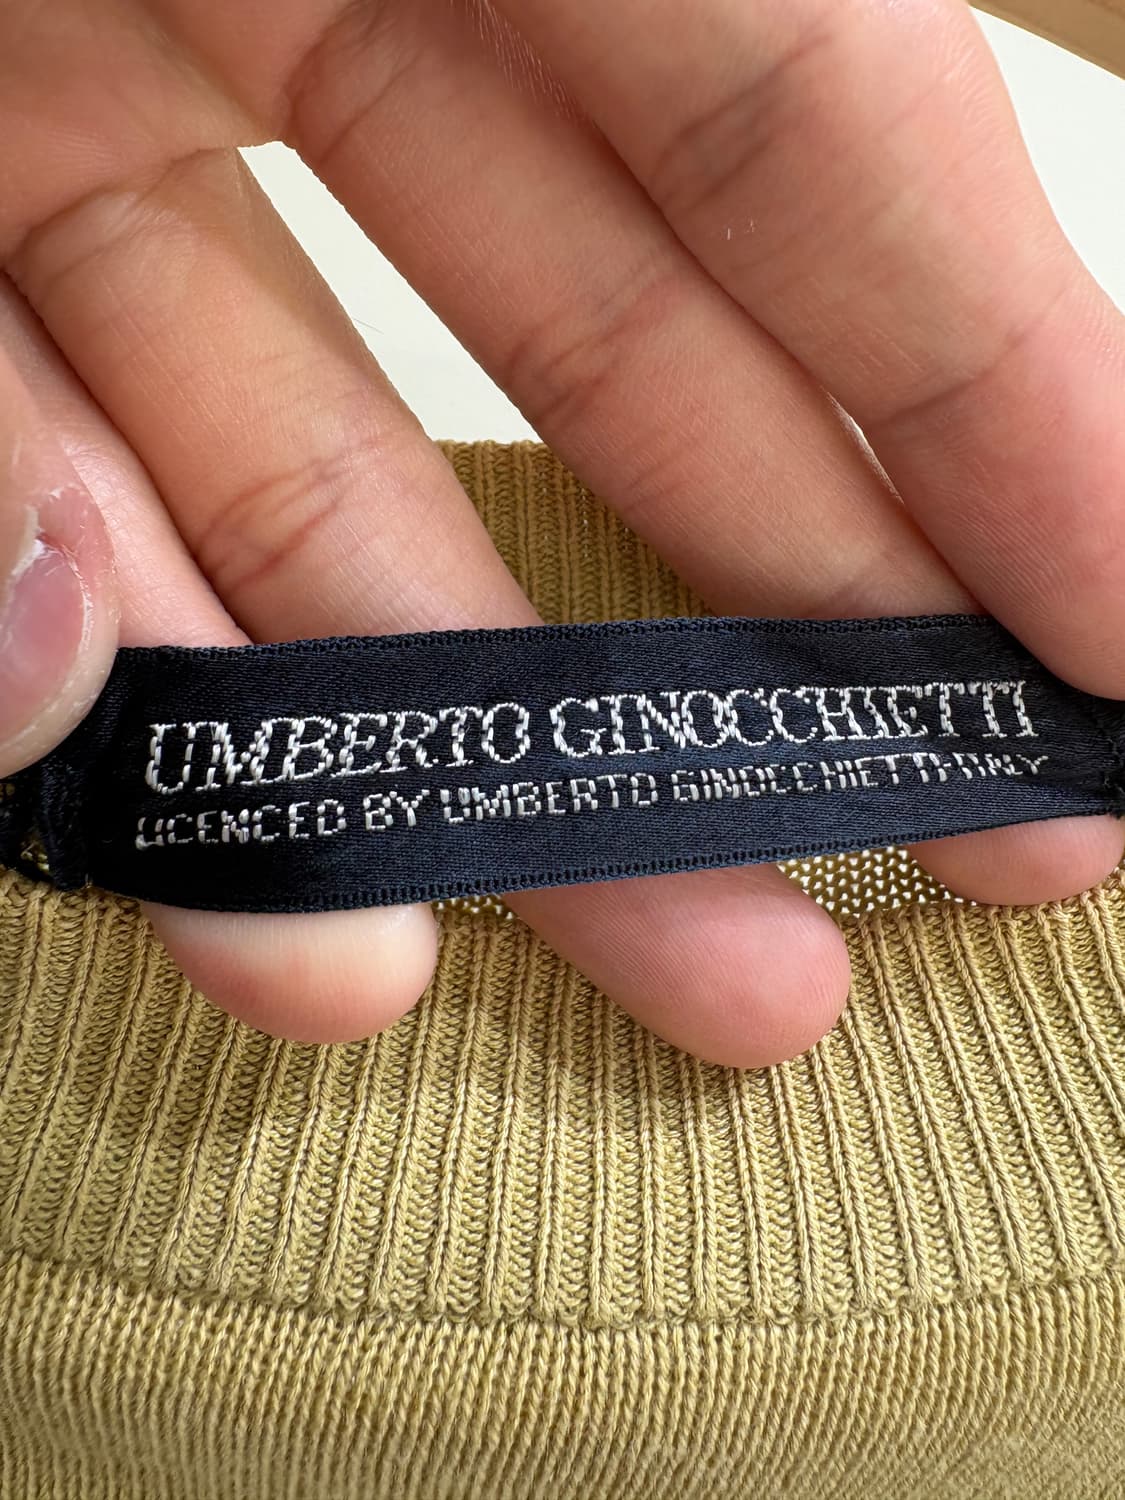 UMBERTO GINOCCHIETTI
LICENCED BY UMBERTO GINOCCHIETTI-ITALY